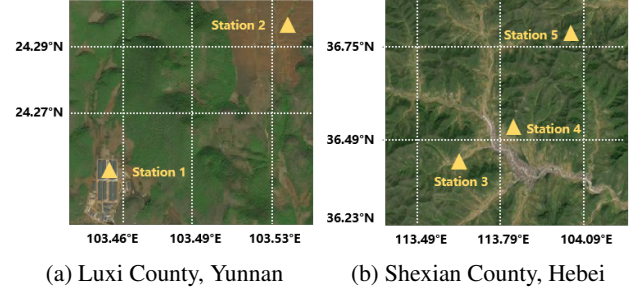 Station 2
24.29°N
24.27°N
Station 1
103.46°E
103.49°E
103.53°E
(a) Luxi County, Yunnan
Station 5
36.75°N
Station 4
36.49°N
Station 3
36.23°N
113.49°E
113.79°E
104.09°E
(b) Shexian County, Hebei